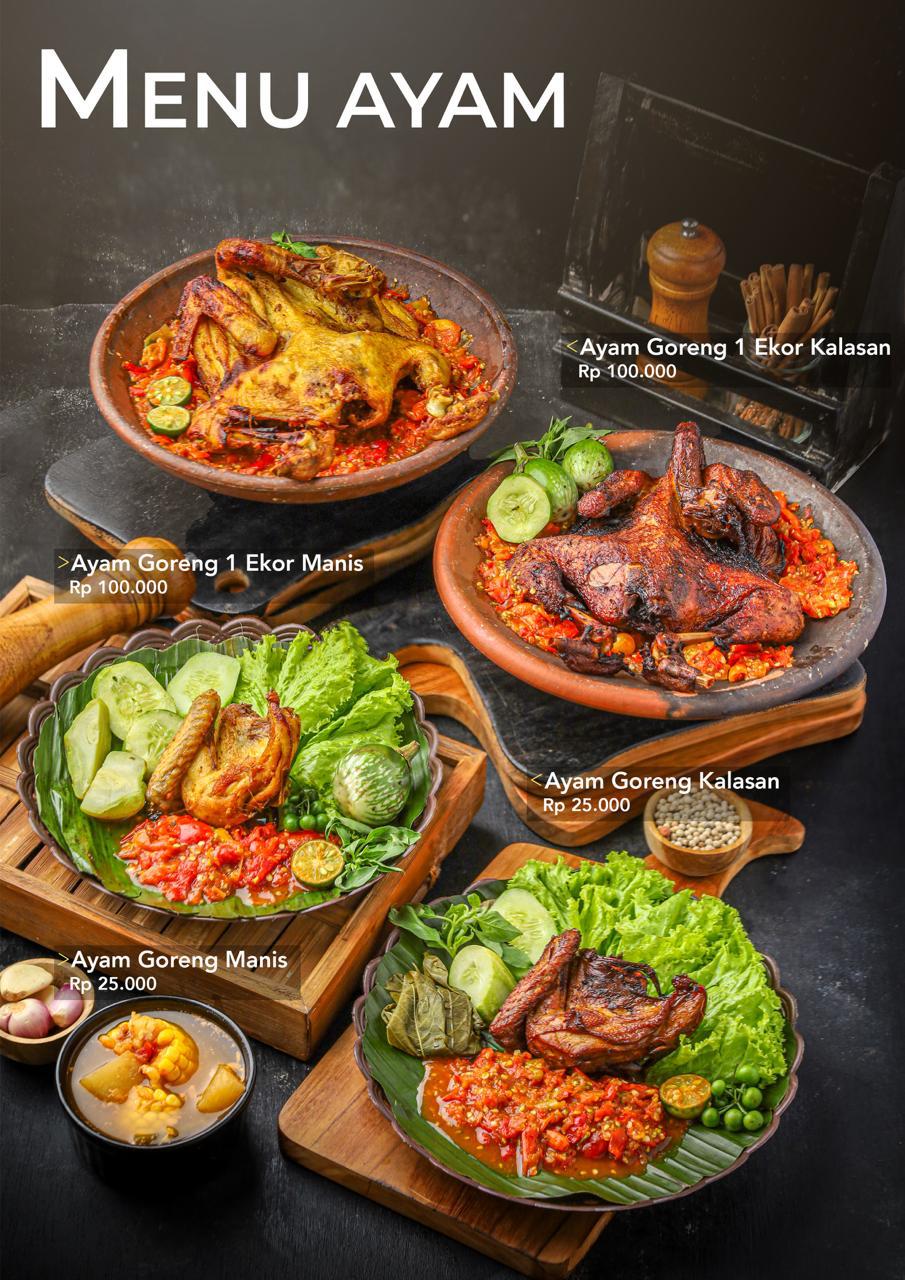 MENU AYAM
<Ayam Goreng 1 Ekor Kalasan
Rp 100.000
>Ayam Goreng 1 Ekor Manis
Rp 100.000
<Ayam Goreng Kalasan
Rp 25.000
>Ayam Goreng Manis
Rp 25.000